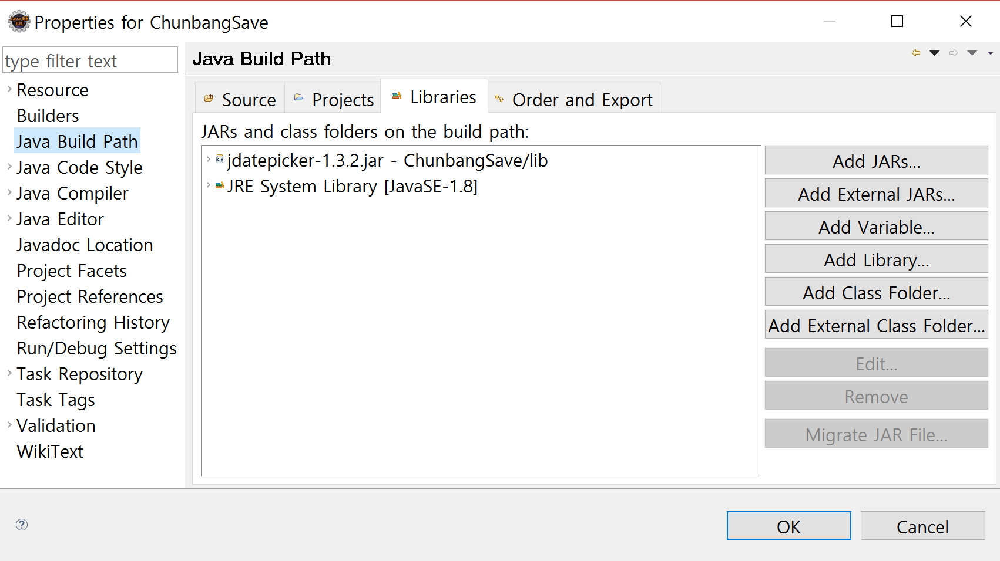 Java EE
IDE
Properties for ChunbangSave
type filter text
Resource
Builders
Java Build Path
Java Code Style
Java Compiler
Java Editor
Javadoc Location
Project Facets
Project References
Refactoring History
Run/Debug Settings
Task Repository
Task Tags
Validation
WikiText
Java Build Path
Source
Projects
Libraries
Order and Export
JARs and class folders on the build path:
jdatepicker-1.3.2.jar - ChunbangSave/lib
JRE System Library [JavaSE-1.8]
Add JARs...
Add External JARs...
Add Variable...
Add Library...
Add Class Folder...
Add External Class Folder...
Edit...
Remove
Migrate JAR File...
?
OK
Cancel